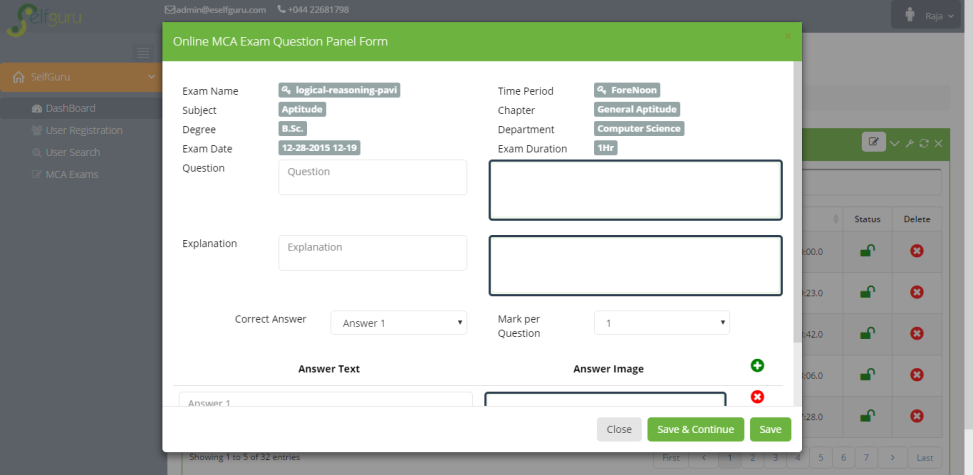 Selfguru
admin@eselfguru.com +044 22681798
Raja
Online MCA Exam Question Panel Form ×
SelfGuru
DashBoard
User Registration
User Search
MCA Exams
Exam Name logical-reasoning-pavi Time Period ForeNoon
Subject Aptitude Chapter General Aptitude
Degree B.Sc. Department Computer Science
Exam Date 12-28-2015 12-19 Exam Duration 1Hr
Question Question
Explanation Explanation
Correct Answer Answer 1 Mark per
Question 1
Answer Text Answer Image
Answer 1
Close Save & Continue Save
Status Delete
:00.0
:23.0
:42.0
:06.0
:28.0
Showing 1 to 5 of 32 entries First < 1 2 3 4 5 6 7 > Last